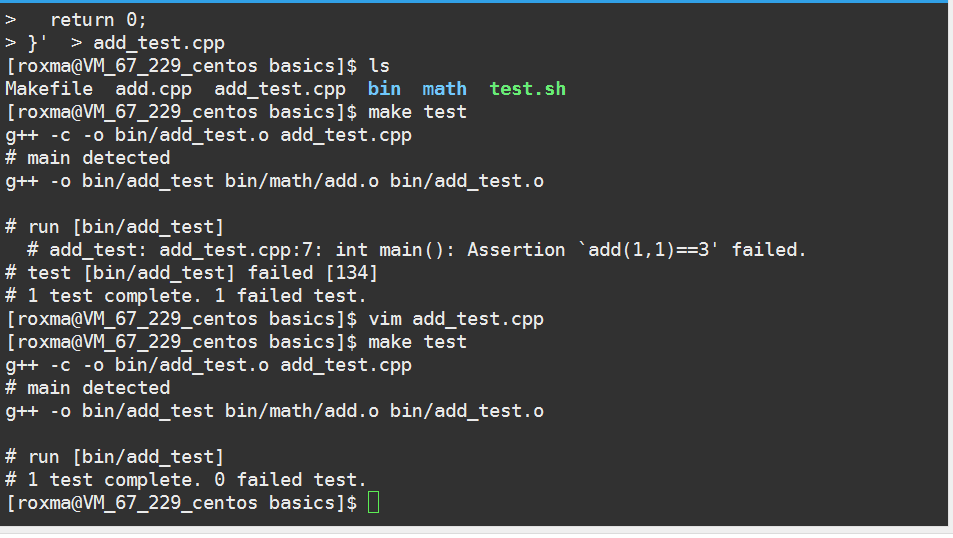 >   return 0;
> }'  > add_test.cpp
[roxma@VM_67_229_centos basics]$ ls
Makefile  add.cpp  add_test.cpp  bin  math  test.sh
[roxma@VM_67_229_centos basics]$ make test
g++ -c -o bin/add_test.o add_test.cpp
# main detected
g++ -o bin/add_test bin/math/add.o bin/add_test.o

# run [bin/add_test]
  # add_test: add_test.cpp:7: int main(): Assertion `add(1,1)==3' failed.
# test [bin/add_test] failed [134]
# 1 test complete. 1 failed test.
[roxma@VM_67_229_centos basics]$ vim add_test.cpp
[roxma@VM_67_229_centos basics]$ make test
g++ -c -o bin/add_test.o add_test.cpp
# main detected
g++ -o bin/add_test bin/math/add.o bin/add_test.o

# run [bin/add_test]
# 1 test complete. 0 failed test.
[roxma@VM_67_229_centos basics]$